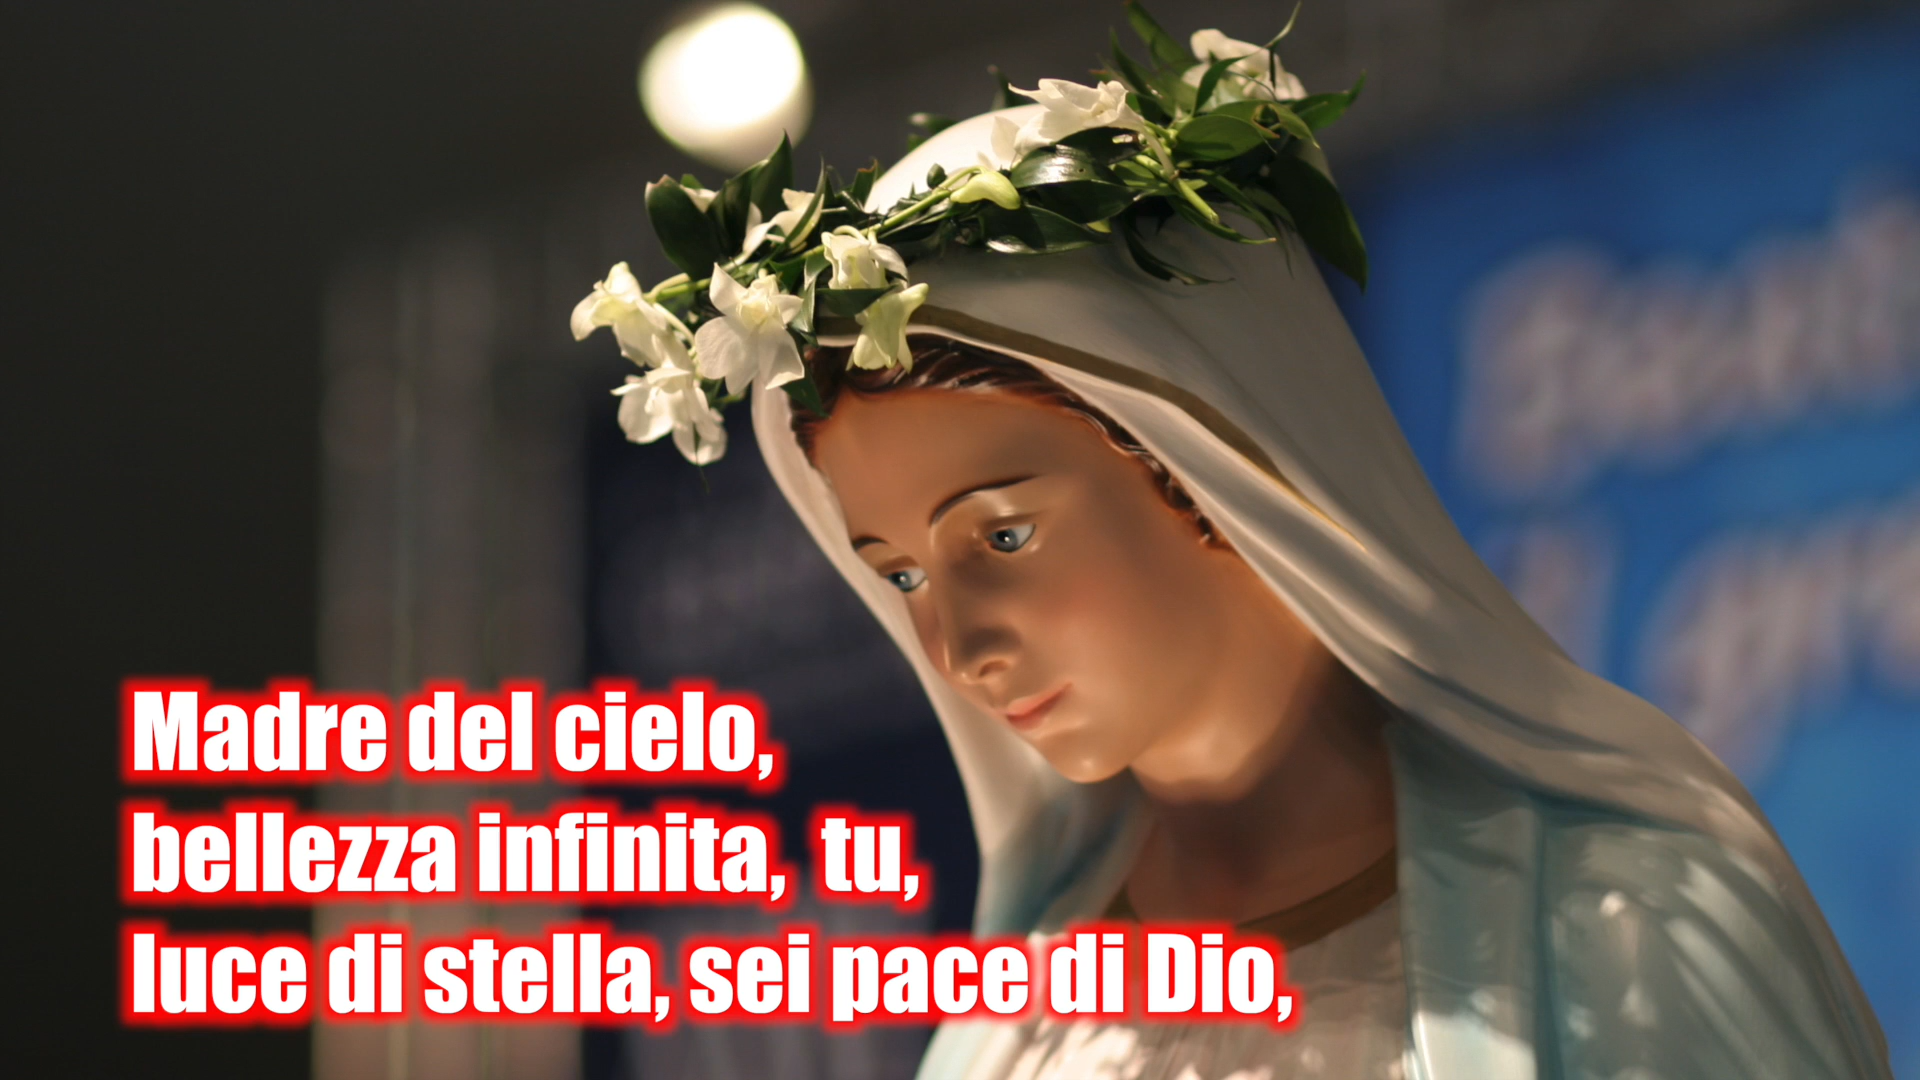 Madre del cielo,
bellezza infinita, tu,
luce di stella, sei pace di Dio,